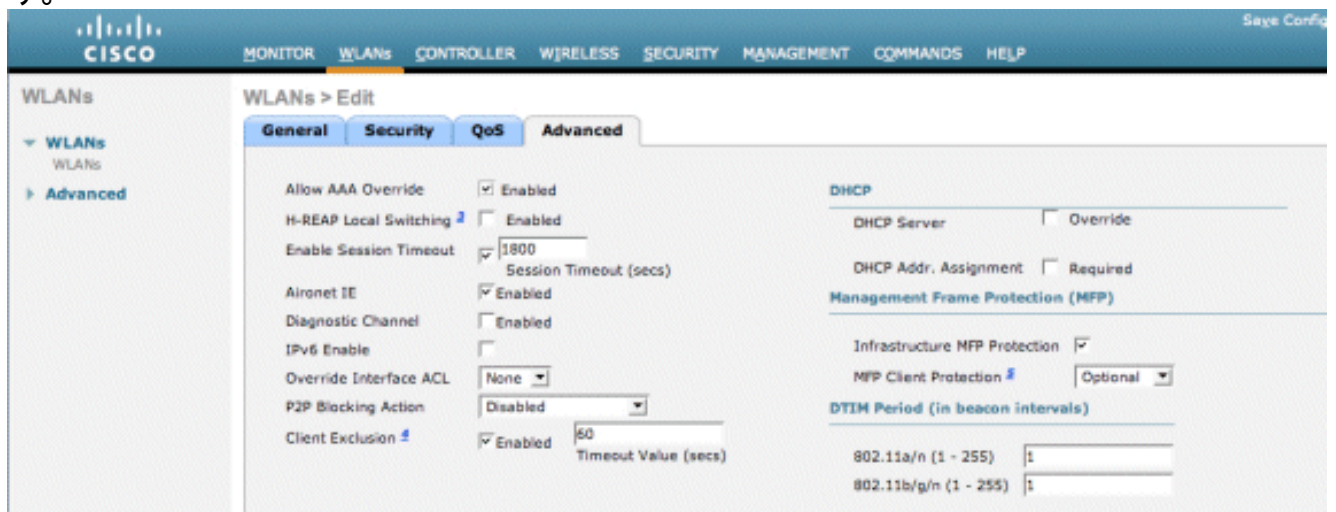 す。
Save Config
CISCO
MONITOR WLANs CONTROLLER WIRELESS SECURITY MANAGEMENT COMMANDS HELP
WLANs
WLANs
WLANs
Advanced
WLANs > Edit
General Security QoS Advanced
Allow AAA Override Enabled
H-REAP Local Switching 3 Enabled
Enable Session Timeout 1800
Session Timeout (secs)
Aironet IE Enabled
Diagnostic Channel Enabled
IPv6 Enable
Override Interface ACL None
P2P Blocking Action Disabled
Client Exclusion 4 Enabled 60
Timeout Value (secs)
DHCP
DHCP Server Override
DHCP Addr. Assignment Required
Management Frame Protection (MFP)
Infrastructure MFP Protection
MFP Client Protection 5 Optional
DTIM Period (in beacon intervals)
802.11a/n (1 - 255) 1
802.11b/g/n (1 - 255) 1